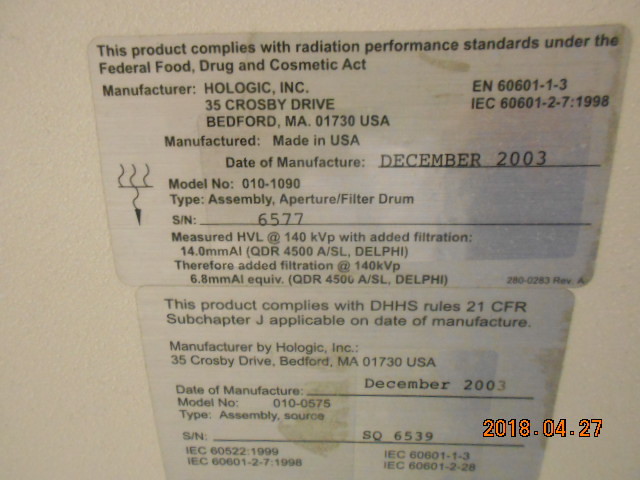 This product complies with radiation performance standards under the
Federal Food, Drug and Cosmetic Act
Manufacturer: HOLOGIC, INC. EN 60601-1-3
35 CROSBY DRIVE IEC 60601-2-7:1998
BEDFORD, MA. 01730 USA
Manufactured: Made in USA
Date of Manufacture: DECEMBER 2003
Model No: 010-1090
Type: Assembly, Aperture/Filter Drum
S/N: 6577
Measured HVL @ 140 kVp with added filtration:
14.0mmAl (QDR 4500 A/SL, DELPHI)
Therefore added filtration @ 140kVp
6.8mmAl equiv. (QDR 4500 A/SL, DELPHI) 280-0283 Rev. A
This product complies with DHHS rules 21 CFR
Subchapter J applicable on date of manufacture.
Manufacturer by Hologic, Inc.:
35 Crosby Drive, Bedford, MA 01730 USA
Date of Manufacture: December 2003
Model No: 010-0575
Type: Assembly, source
S/N: SQ 6539
IEC 60522:1999 IEC 60601-1-3
IEC 60601-2-7:1998 IEC 60601-2-28
2018.04.27